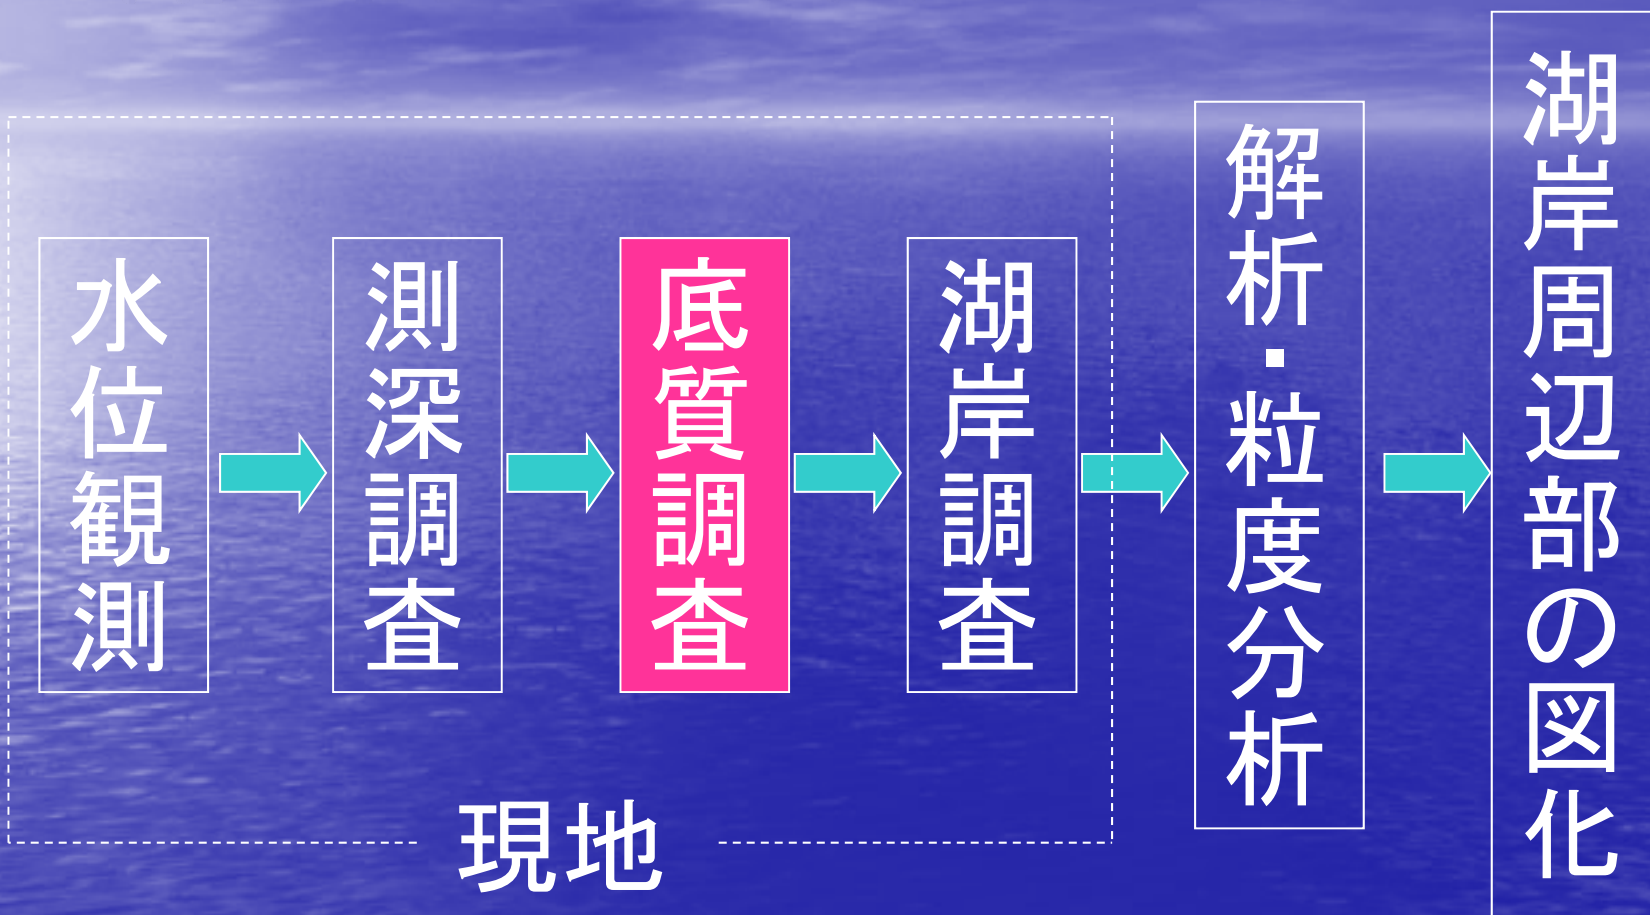 水位観測
測深調査
底質調査
湖岸調査
解析・粒度分析
湖岸周辺部の図化
現地